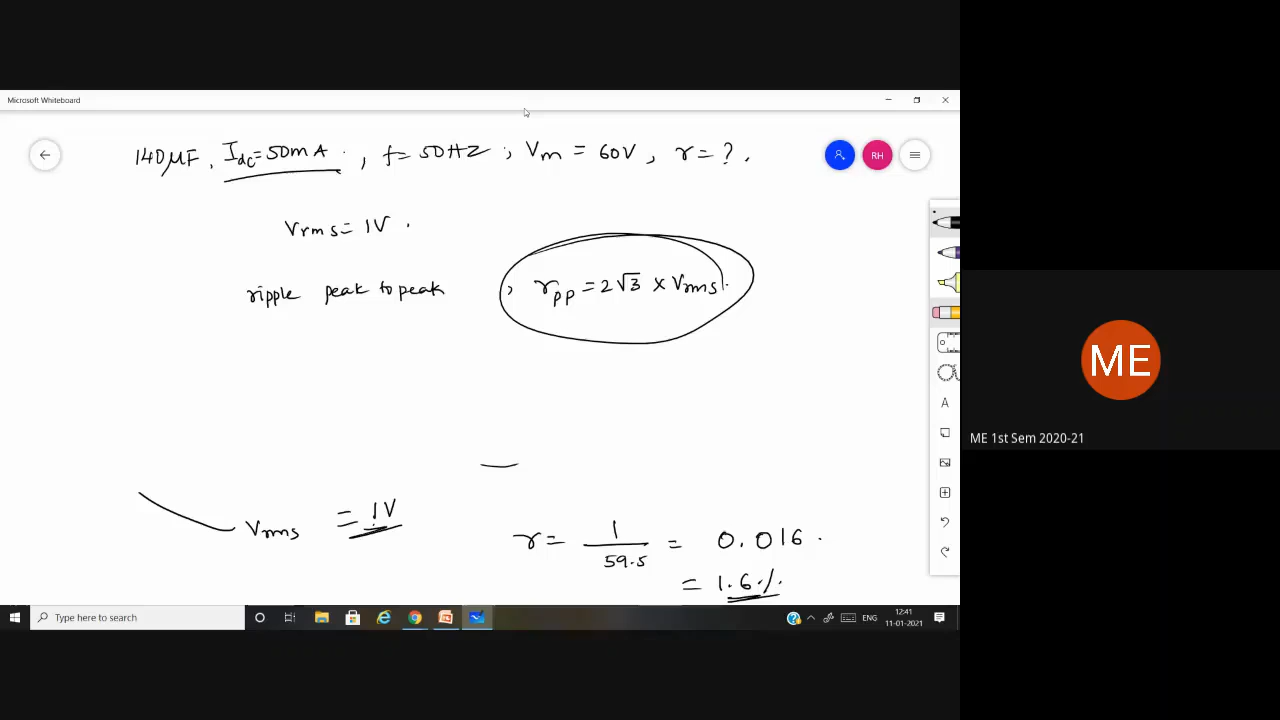 Microsoft Whiteboard
140μF, Idc=50mA, f=50Hz, Vm = 60V, r=?.
RH
Vrms=1V.
ripple peak to peak, rpp=2√3 x Vrms.
A
ME
ME 1st Sem 2020-21
Vrms = 1V
r= 1/59.5 = 0.016.
= 1.6%.
Type here to search
ENG
12:41
11-01-2021